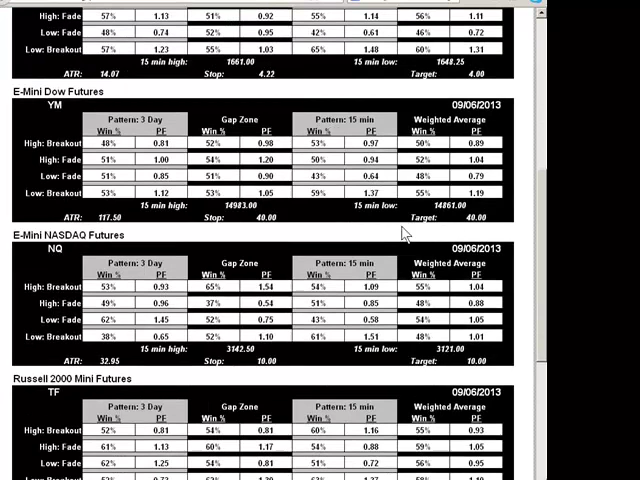 High: Fade 57% 1.13 51% 0.92 55% 1.14 56% 1.11
Low: Fade 48% 0.74 52% 0.95 42% 0.61 46% 0.72
Low: Breakout 57% 1.23 55% 1.03 65% 1.48 60% 1.31
15 min high: 1661.00 15 min low: 1648.25
ATR: 14.07 Stop: 4.22 Target: 4.00
E-Mini Dow Futures
YM 09/06/2013
Pattern: 3 Day Gap Zone Pattern: 15 min Weighted Average
Win % PF Win % PF Win % PF Win % PF
High: Breakout 48% 0.81 52% 0.98 53% 0.97 50% 0.89
High: Fade 51% 1.00 54% 1.20 50% 0.94 52% 1.04
Low: Fade 51% 0.85 51% 0.90 43% 0.64 48% 0.79
Low: Breakout 53% 1.12 53% 1.05 59% 1.37 55% 1.19
15 min high: 14983.00 15 min low: 14861.00
ATR: 117.50 Stop: 40.00 Target: 40.00
E-Mini NASDAQ Futures
NQ 09/06/2013
Pattern: 3 Day Gap Zone Pattern: 15 min Weighted Average
Win % PF Win % PF Win % PF Win % PF
High: Breakout 53% 0.93 65% 1.54 54% 1.09 55% 1.04
High: Fade 49% 0.96 37% 0.54 51% 0.85 48% 0.88
Low: Fade 62% 1.45 52% 0.75 43% 0.58 54% 1.05
Low: Breakout 38% 0.65 52% 1.10 61% 1.51 48% 1.01
15 min high: 3142.50 15 min low: 3121.00
ATR: 32.95 Stop: 10.00 Target: 10.00
Russell 2000 Mini Futures
TF 09/06/2013
Pattern: 3 Day Gap Zone Pattern: 15 min Weighted Average
Win % PF Win % PF Win % PF Win % PF
High: Breakout 52% 0.81 54% 0.81 60% 1.16 55% 0.93
High: Fade 61% 1.13 60% 1.17 54% 0.88 59% 1.05
Low: Fade 62% 1.25 54% 0.81 51% 0.72 56% 0.95